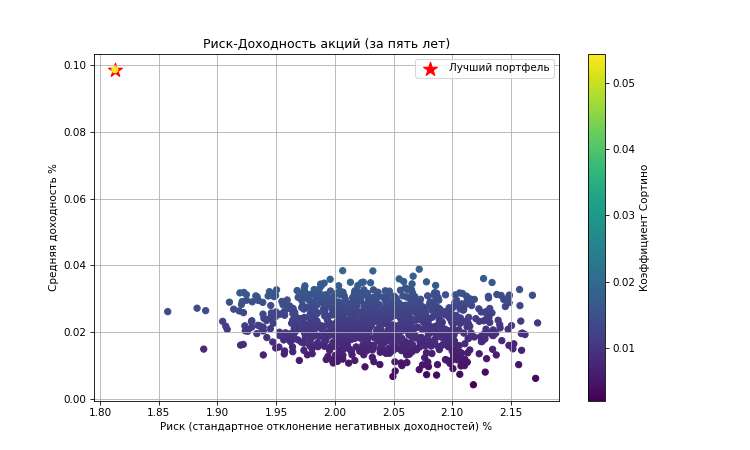 Риск-Доходность акций (за пять лет)
Лучший портфель
0.10
0.08
0.06
0.04
0.02
0.00
Средняя доходность %
1.80 1.85 1.90 1.95 2.00 2.05 2.10 2.15
Риск (стандартное отклонение негативных доходностей) %
0.05
0.04
0.03
0.02
0.01
Коэффициент Сортино